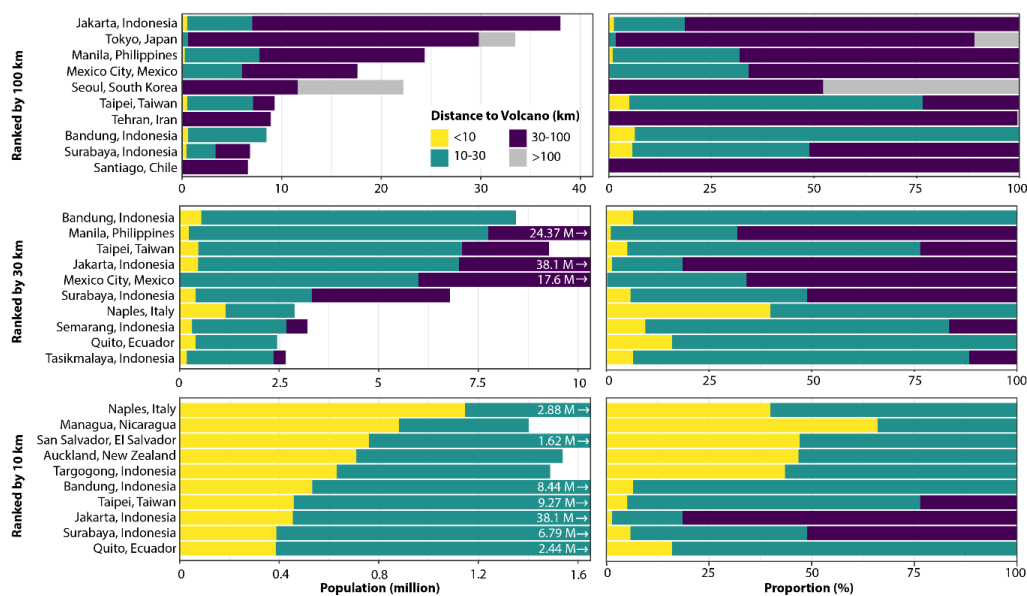 Ranked by 100 km
Jakarta, Indonesia
Tokyo, Japan
Manila, Philippines
Mexico City, Mexico
Seoul, South Korea
Taipei, Taiwan
Tehran, Iran
Bandung, Indonesia
Surabaya, Indonesia
Santiago, Chile
Distance to Volcano (km)
<10 30-100
10-30 >100
0 10 20 30 40
0 25 50 75 100
Ranked by 30 km
Bandung, Indonesia
Manila, Philippines 24.37 M→
Taipei, Taiwan
Jakarta, Indonesia 38.1 M→
Mexico City, Mexico 17.6 M→
Surabaya, Indonesia
Naples, Italy
Semarang, Indonesia
Quito, Ecuador
Tasikmalaya, Indonesia
0 2.5 5 7.5 10
0 25 50 75 100
Ranked by 10 km
Naples, Italy 2.88 M→
Managua, Nicaragua
San Salvador, El Salvador 1.62 M→
Auckland, New Zealand
Targogong, Indonesia
Bandung, Indonesia 8.44 M→
Taipei, Taiwan 9.27 M→
Jakarta, Indonesia 38.1 M→
Surabaya, Indonesia 6.79 M→
Quito, Ecuador 2.44 M→
0 0.4 0.8 1.2 1.6
Population (million)
0 25 50 75 100
Proportion (%)